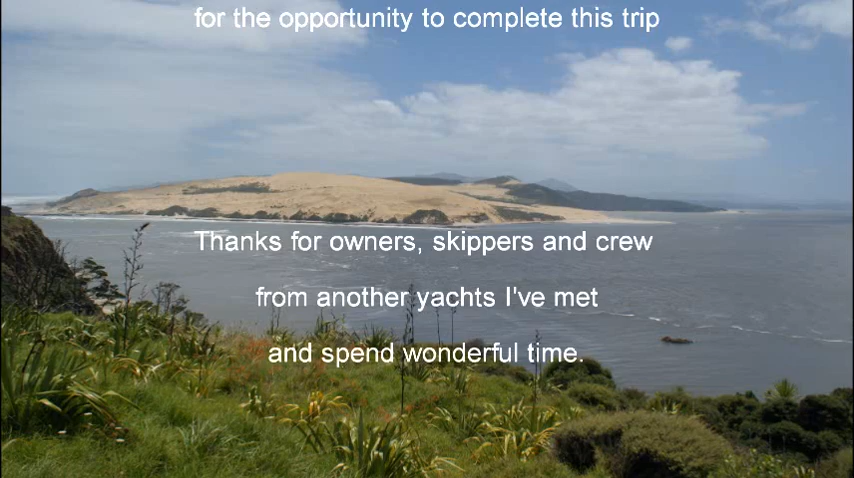 for the opportunity to complete this trip
Thanks for owners, skippers and crew
from another yachts I've met
and spend wonderful time.